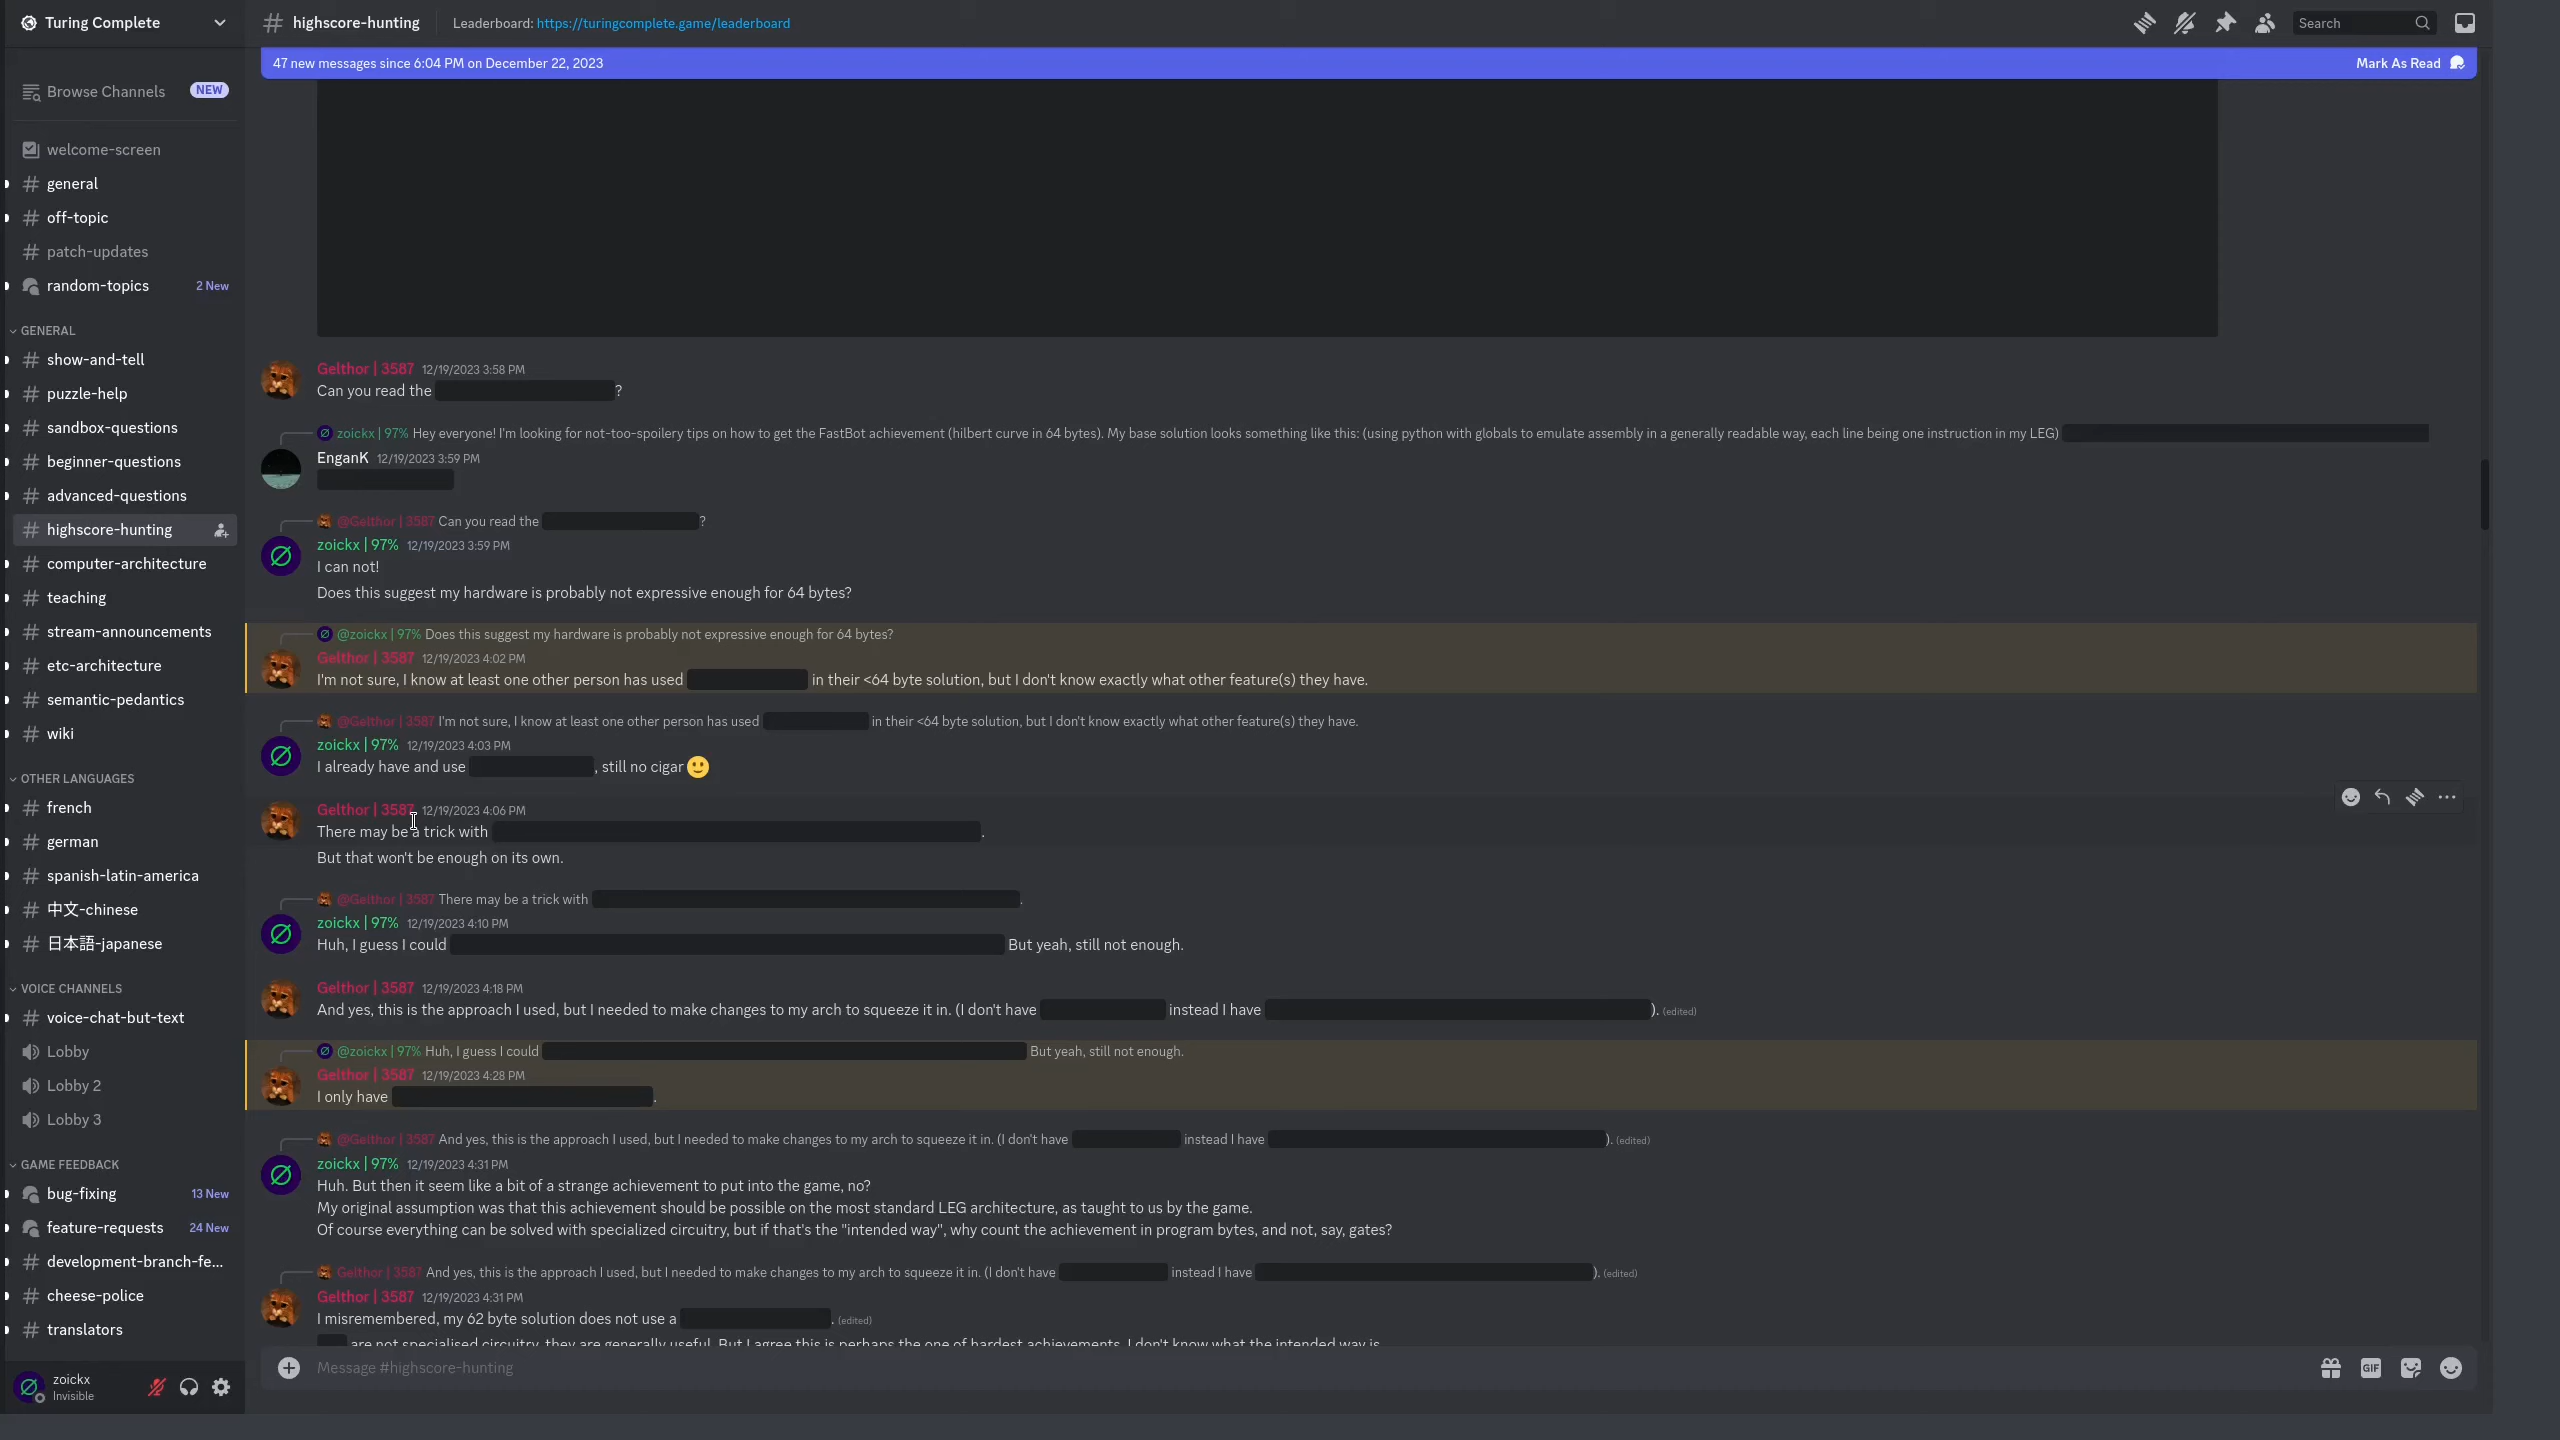 Turing Complete
Browse Channels NEW
welcome-screen
general
off-topic
patch-updates
random-topics 2 New
GENERAL
show-and-tell
puzzle-help
sandbox-questions
beginner-questions
advanced-questions
highscore-hunting
computer-architecture
teaching
stream-announcements
etc-architecture
semantic-pedantics
wiki
OTHER LANGUAGES
french
german
spanish-latin-america
中文-chinese
日本語-japanese
VOICE CHANNELS
voice-chat-but-text
Lobby
Lobby 2
Lobby 3
GAME FEEDBACK
bug-fixing 13 New
feature-requests 24 New
development-branch-fe...
cheese-police
translators
zoickx
Invisible
# highscore-hunting Leaderboard: https://turingcomplete.game/leaderboard Search
47 new messages since 6:04 PM on December 22, 2023 Mark As Read
Gelthor | 3587 12/19/2023 3:58 PM
Can you read the ?
zoickx | 97% Hey everyone! I'm looking for not-too-spoilery tips on how to get the FastBot achievement (hilbert curve in 64 bytes). My base solution looks something like this: (using python with globals to emulate assembly in a generally readable way, each line being one instruction in my LEG)
EnganK 12/19/2023 3:59 PM
@Gelthor | 3587 Can you read the ?
zoickx | 97% 12/19/2023 3:59 PM
I can not!
Does this suggest my hardware is probably not expressive enough for 64 bytes?
@zoickx | 97% Does this suggest my hardware is probably not expressive enough for 64 bytes?
Gelthor | 3587 12/19/2023 4:02 PM
I'm not sure, I know at least one other person has used in their <64 byte solution, but I don't know exactly what other feature(s) they have.
@Gelthor | 3587 I'm not sure, I know at least one other person has used in their <64 byte solution, but I don't know exactly what other feature(s) they have.
zoickx | 97% 12/19/2023 4:03 PM
I already have and use , still no cigar 🙂
Gelthor | 3587 12/19/2023 4:06 PM
There may be a trick with .
But that won't be enough on its own.
@Gelthor | 3587 There may be a trick with .
zoickx | 97% 12/19/2023 4:10 PM
Huh, I guess I could But yeah, still not enough.
Gelthor | 3587 12/19/2023 4:18 PM
And yes, this is the approach I used, but I needed to make changes to my arch to squeeze it in. (I don't have instead I have ). (edited)
@zoickx | 97% Huh, I guess I could But yeah, still not enough.
Gelthor | 3587 12/19/2023 4:28 PM
I only have .
@Gelthor | 3587 And yes, this is the approach I used, but I needed to make changes to my arch to squeeze it in. (I don't have instead I have ). (edited)
zoickx | 97% 12/19/2023 4:31 PM
Huh. But then it seem like a bit of a strange achievement to put into the game, no?
My original assumption was that this achievement should be possible on the most standard LEG architecture, as taught to us by the game.
Of course everything can be solved with specialized circuitry, but if that's the "intended way", why count the achievement in program bytes, and not, say, gates?
Gelthor | 3587 And yes, this is the approach I used, but I needed to make changes to my arch to squeeze it in. (I don't have instead I have ). (edited)
Gelthor | 3587 12/19/2023 4:31 PM
I misremembered, my 62 byte solution does not use a . (edited)
are not specialised circuitry, they are generally useful. But I agree this is perhaps the one of hardest achievements. I don't know what the intended way is
Message #highscore-hunting GIF